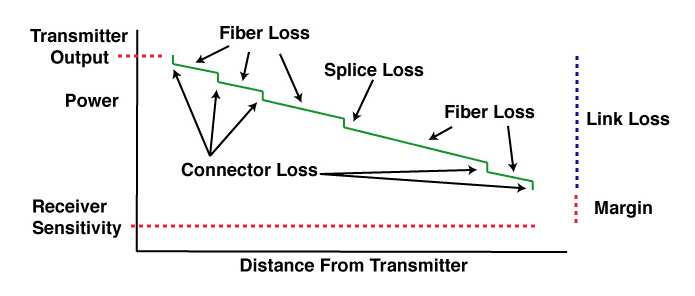 Transmitter
Output
Fiber Loss
Splice Loss
Power
Fiber Loss
Link Loss
Connector Loss
Receiver
Sensitivity
Margin
Distance From Transmitter